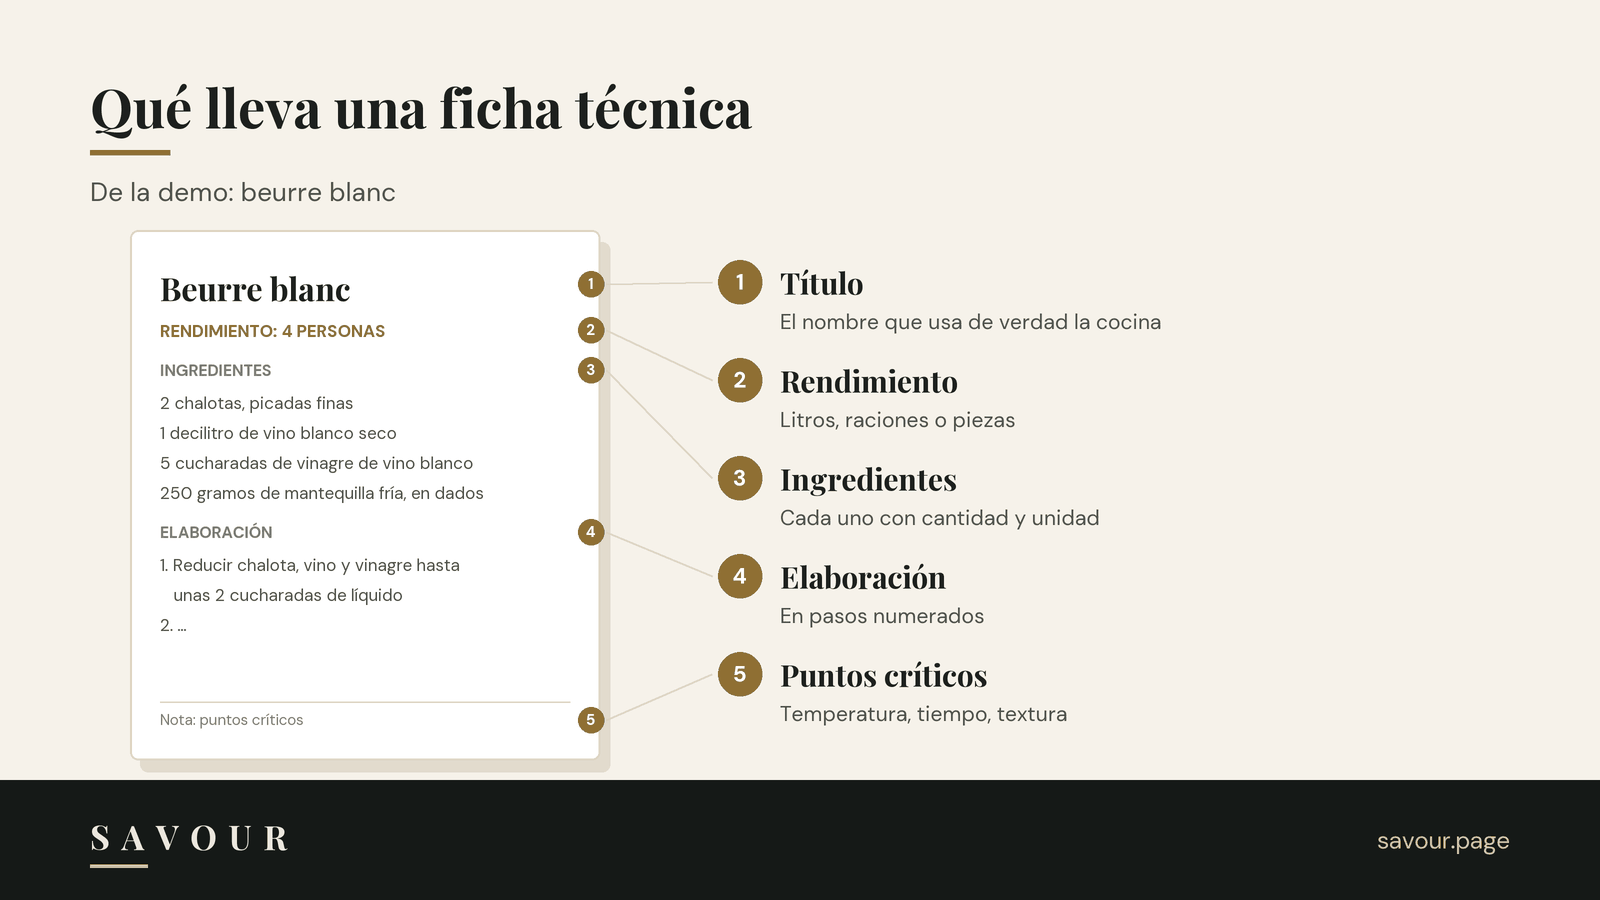 Qué lleva una ficha técnica
De la demo: beurre blanc
Beurre blanc
RENDIMIENTO: 4 PERSONAS
INGREDIENTES
2 chalotas, picadas finas
1 decilitro de vino blanco seco
5 cucharadas de vinagre de vino blanco
250 gramos de mantequilla fría, en dados
ELABORACIÓN
1. Reducir chalota, vino y vinagre hasta
unas 2 cucharadas de líquido
2. ...
Nota: puntos críticos
1
2
3
4
5
1 Título
El nombre que usa de verdad la cocina
2 Rendimiento
Litros, raciones o piezas
3 Ingredientes
Cada uno con cantidad y unidad
4 Elaboración
En pasos numerados
5 Puntos críticos
Temperatura, tiempo, textura
SAVOUR
savour.page